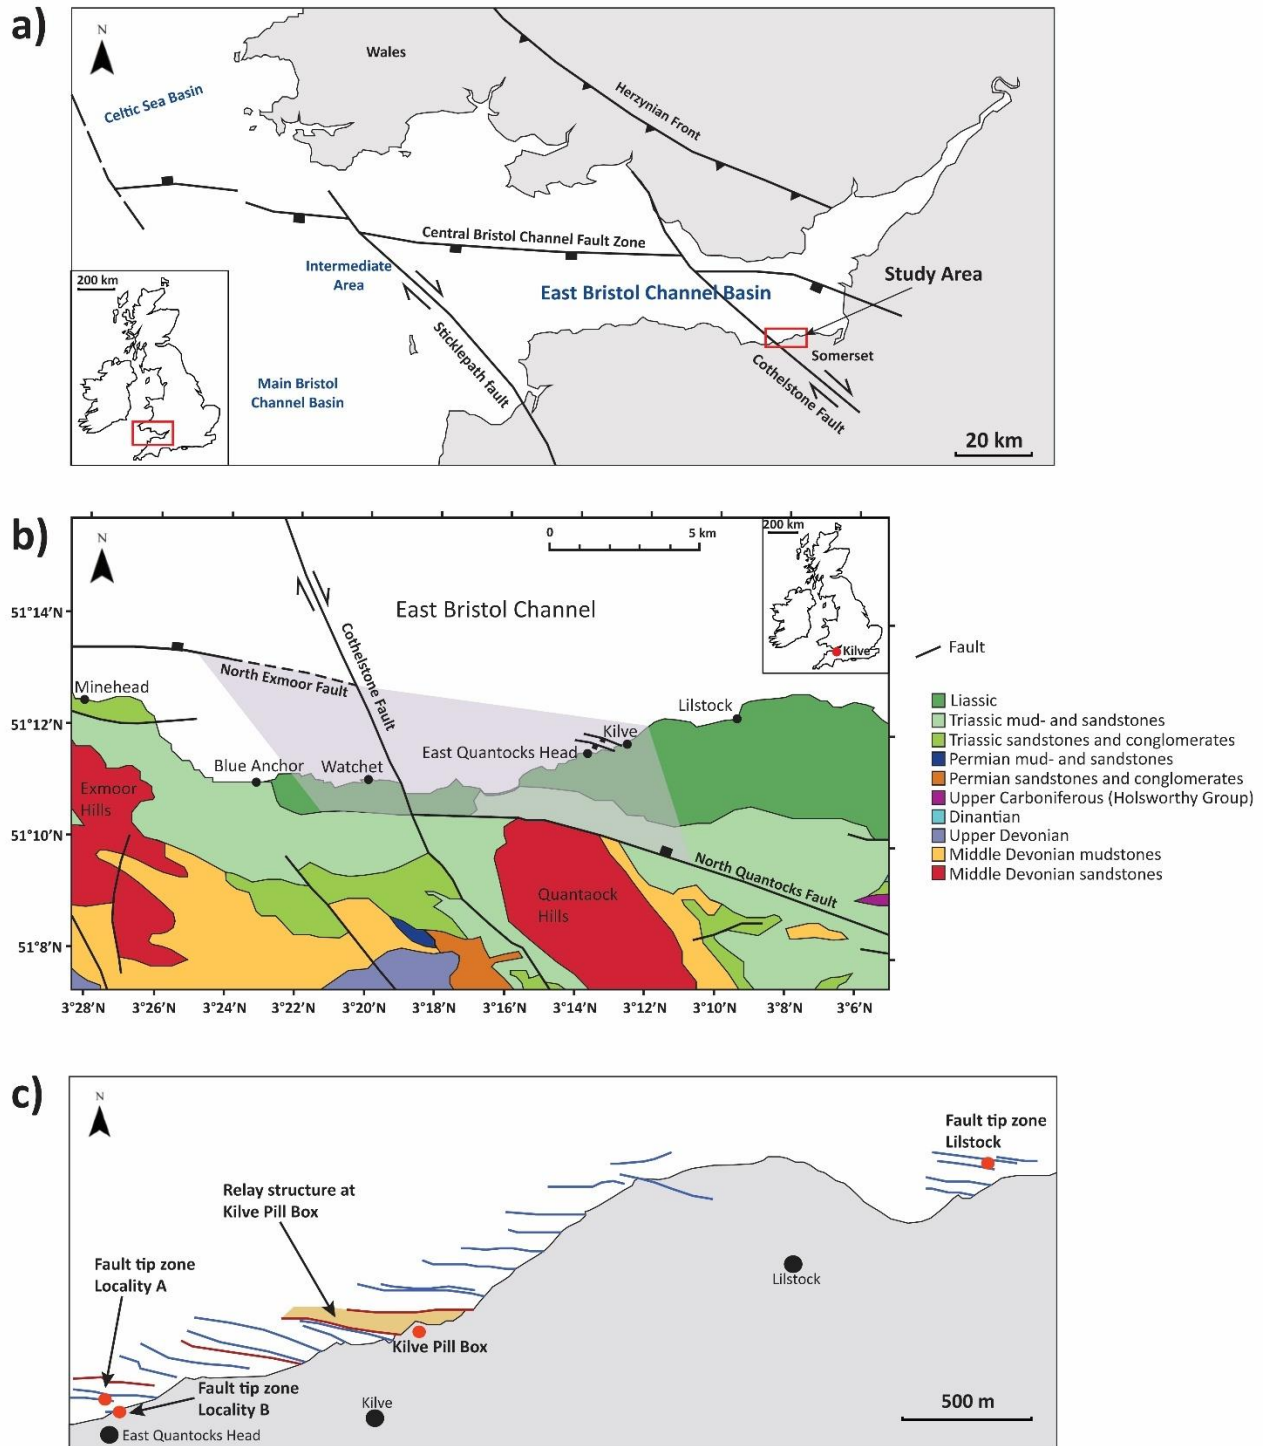 a)
N
Wales
Celtic Sea Basin
Herzynian Front
Central Bristol Channel Fault Zone
Intermediate
Area
East Bristol Channel Basin
Study Area
200 km
Sticklepath fault
Somerset
Main Bristol
Channel Basin
Cothelstone Fault
20 km
b)
N
0
5 km
200 km
Kilve
51°14'N
51°12'N
51°10'N
51°8'N
East Bristol Channel
Cothelstone Fault
North Exmoor Fault
Minehead
Lilstock
Kilve
East Quantocks Head
Blue Anchor
Watchet
Exmoor
Hills
Quantaock
Hills
North Quantocks Fault
3°28'N
3°26'N
3°24'N
3°22'N
3°20'N
3°18'N
3°16'N
3°14'N
3°12'N
3°10'N
3°8'N
3°6'N
Fault
Liassic
Triassic mud- and sandstones
Triassic sandstones and conglomerates
Permian mud- and sandstones
Permian sandstones and conglomerates
Upper Carboniferous (Holsworthy Group)
Dinantian
Upper Devonian
Middle Devonian mudstones
Middle Devonian sandstones
c)
N
Fault tip zone
Lilstock
Relay structure at
Kilve Pill Box
Fault tip zone
Locality A
Lilstock
Kilve Pill Box
Fault tip zone
Locality B
Kilve
500 m
East Quantocks Head